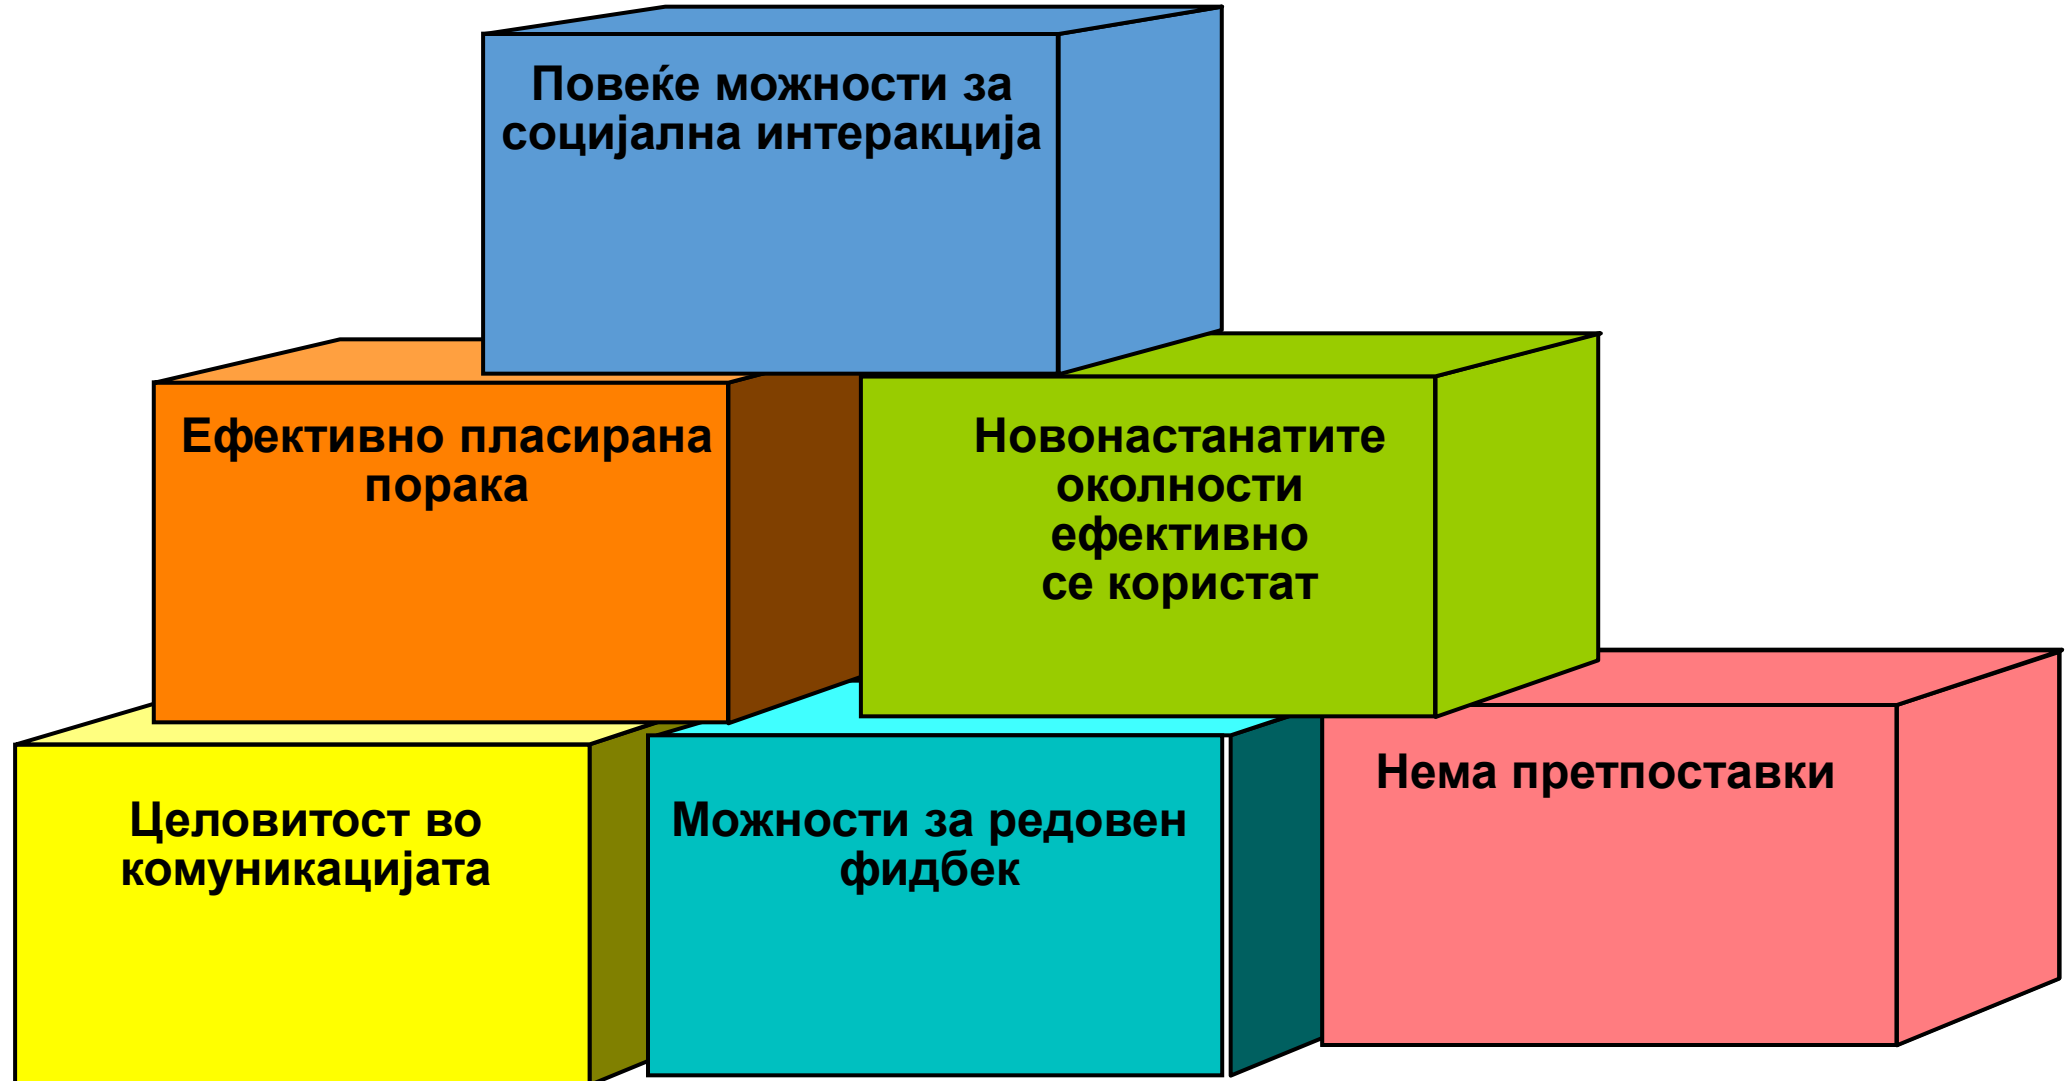 Повеќе можности за
социјална интеракција
Ефективно пласирана
порака
Новонастанатите
околности
ефективно
се користат
Целовитост во
комуникацијата
Можности за редовен
фидбек
Нема претпоставки